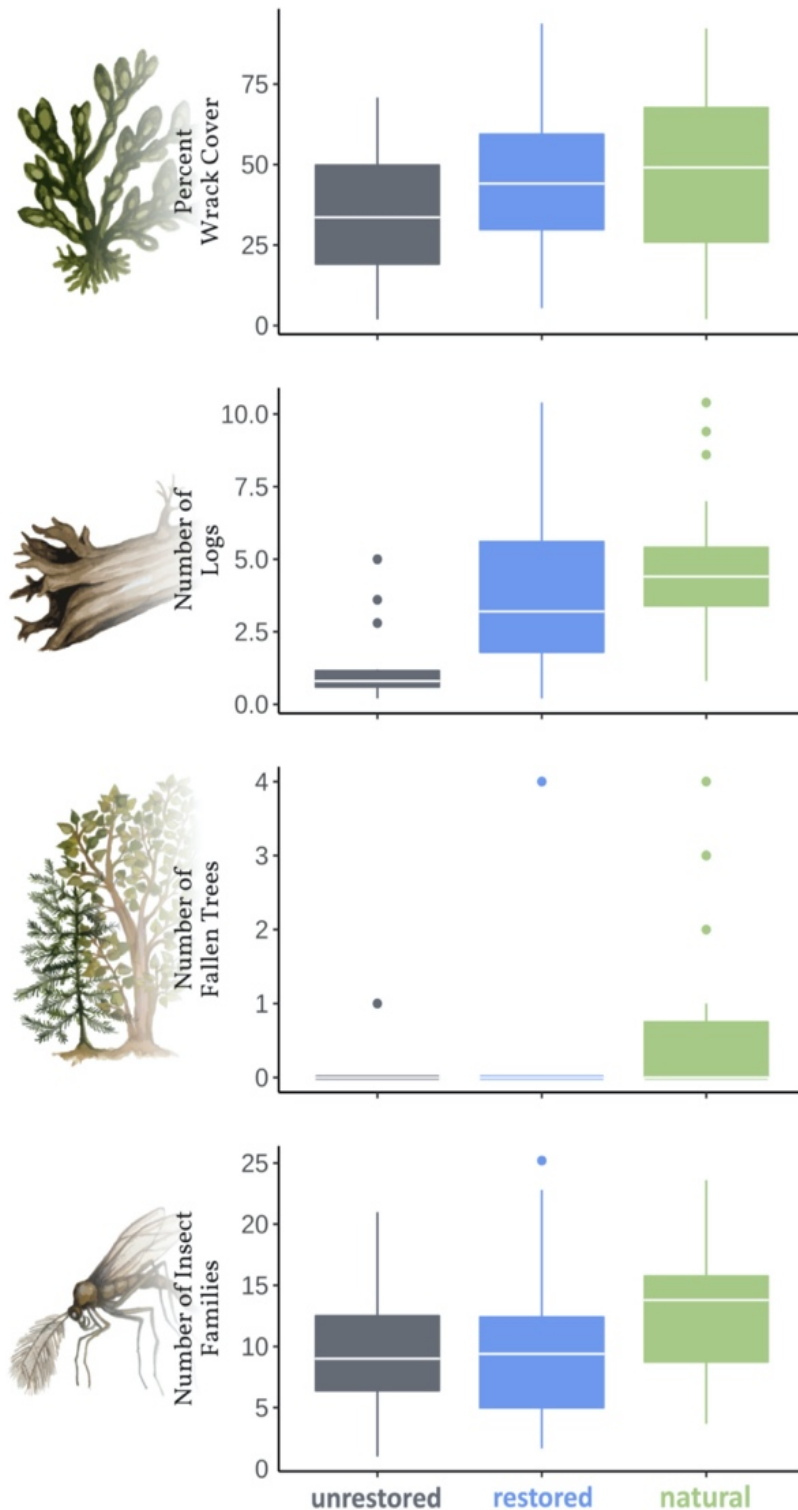 Percent
Wrack Cover
75
50
25
0
Number of
Logs
10.0
7.5
5.0
2.5
0.0
Number of
Fallen Trees
4
3
2
1
0
Number of Insect
Families
25
20
15
10
5
0
unrestored restored natural